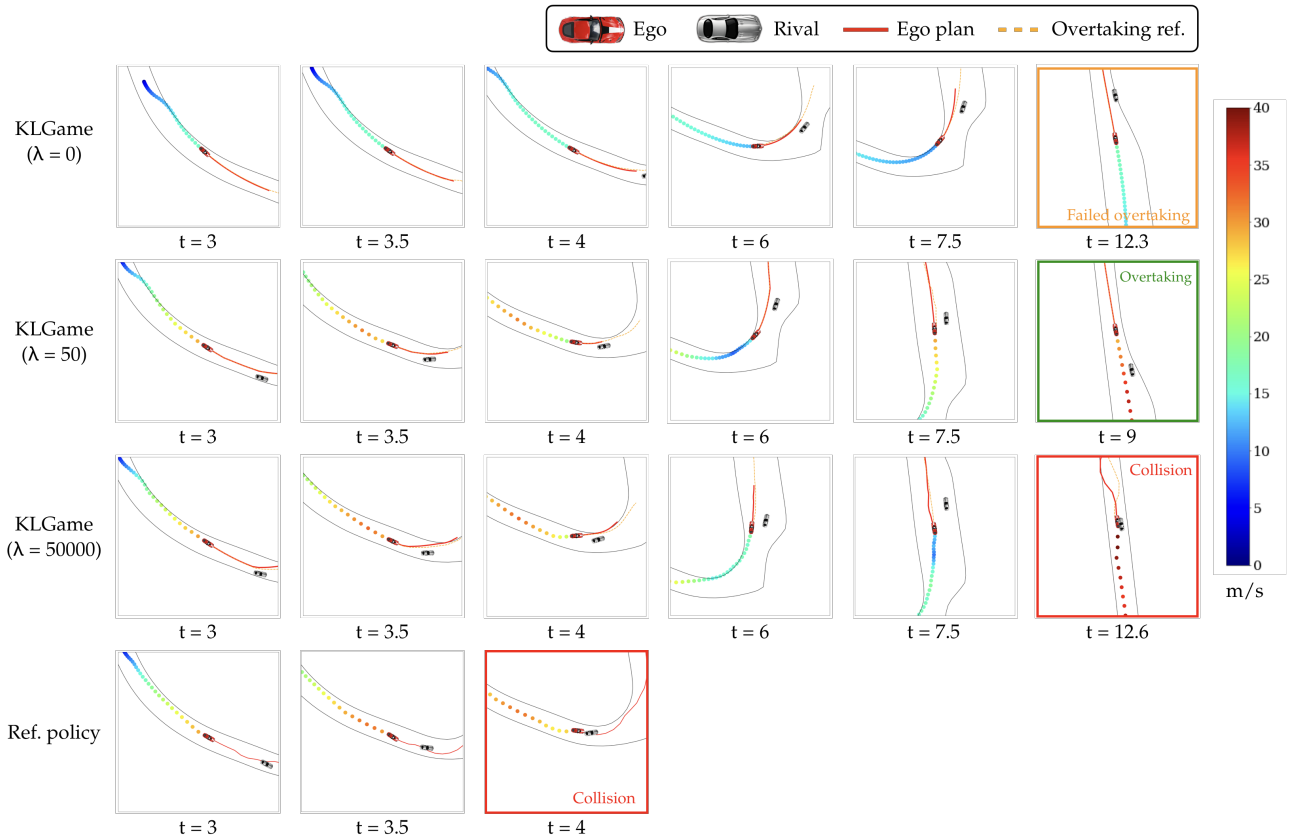 Ego Rival Ego plan Overtaking ref.
KLGame
(λ = 0)
Failed overtaking
t = 3 t = 3.5 t = 4 t = 6 t = 7.5 t = 12.3
KLGame
(λ = 50)
Overtaking
t = 3 t = 3.5 t = 4 t = 6 t = 7.5 t = 9
KLGame
(λ = 50000)
Collision
t = 3 t = 3.5 t = 4 t = 6 t = 7.5 t = 12.6
Ref. policy
Collision
t = 3 t = 3.5 t = 4
40
35
30
25
20
15
10
5
0
m/s